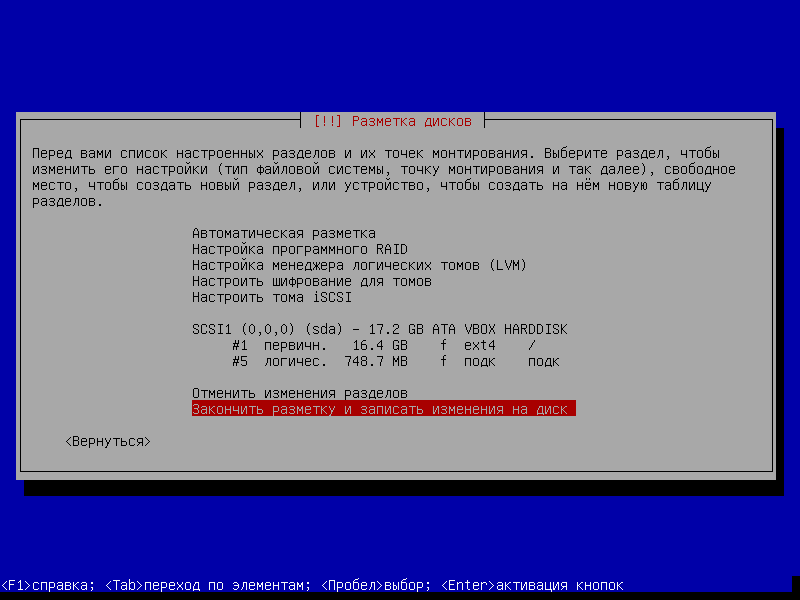 [!!] Разметка дисков
Перед вами список настроенных разделов и их точек монтирования. Выберите раздел, чтобы
изменить его настройки (тип файловой системы, точку монтирования и так далее), свободное
место, чтобы создать новый раздел, или устройство, чтобы создать на нём новую таблицу
разделов.
Автоматическая разметка
Настройка программного RAID
Настройка менеджера логических томов (LVM)
Настроить шифрование для томов
Настроить тома iSCSI
SCSI1 (0,0,0) (sda) - 17.2 GB ATA VBOX HARDDISK
#1 первичн. 16.4 GB f ext4 /
#5 логичес. 748.7 MB f подк подк
Отменить изменения разделов
Закончить разметку и записать изменения на диск
<Вернуться>
<F1>справка; <Tab>переход по элементам; <Пробел>выбор; <Enter>активация кнопок